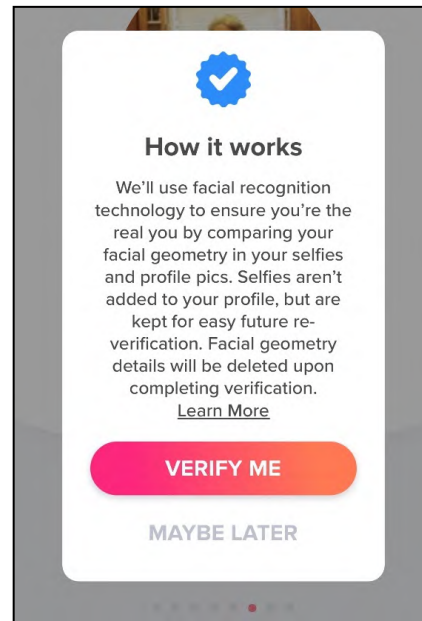 How it works
We'll use facial recognition
technology to ensure you're the
real you by comparing your
facial geometry in your selfies
and profile pics. Selfies aren't
added to your profile, but are
kept for easy future re-
verification. Facial geometry
details will be deleted upon
completing verification.
Learn More
VERIFY ME
MAYBE LATER